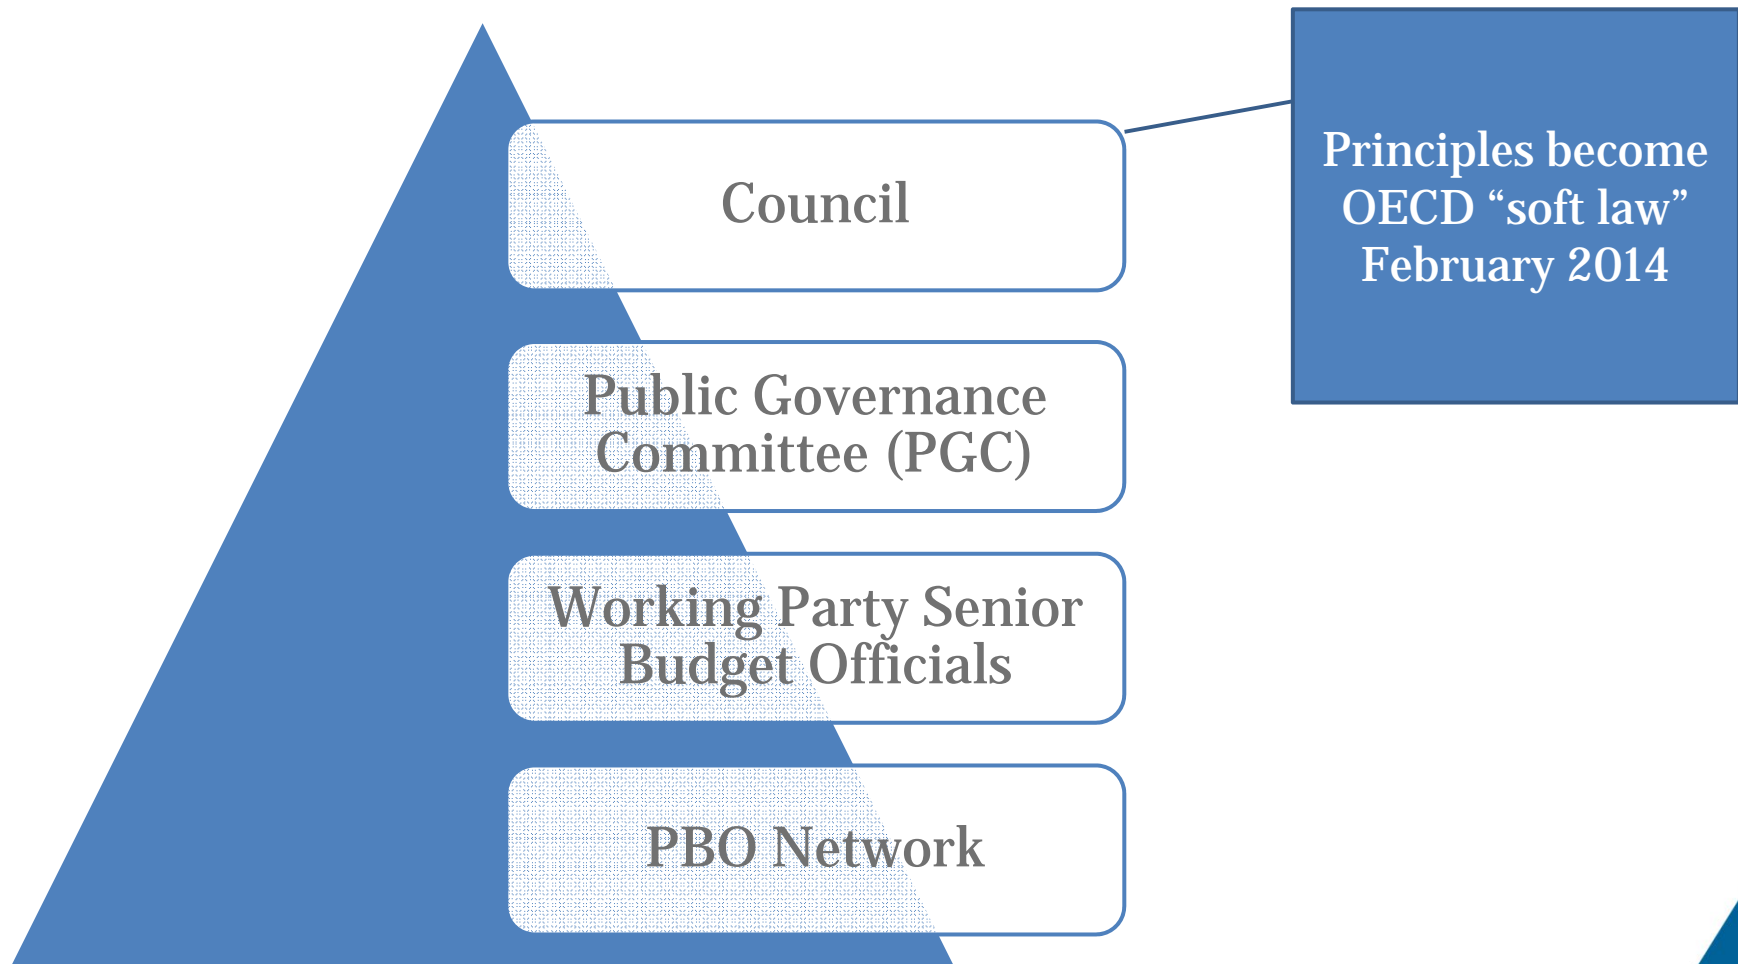 Council
Principles become
OECD “soft law”
February 2014
Public Governance
Committee (PGC)
Working Party Senior
Budget Officials
PBO Network